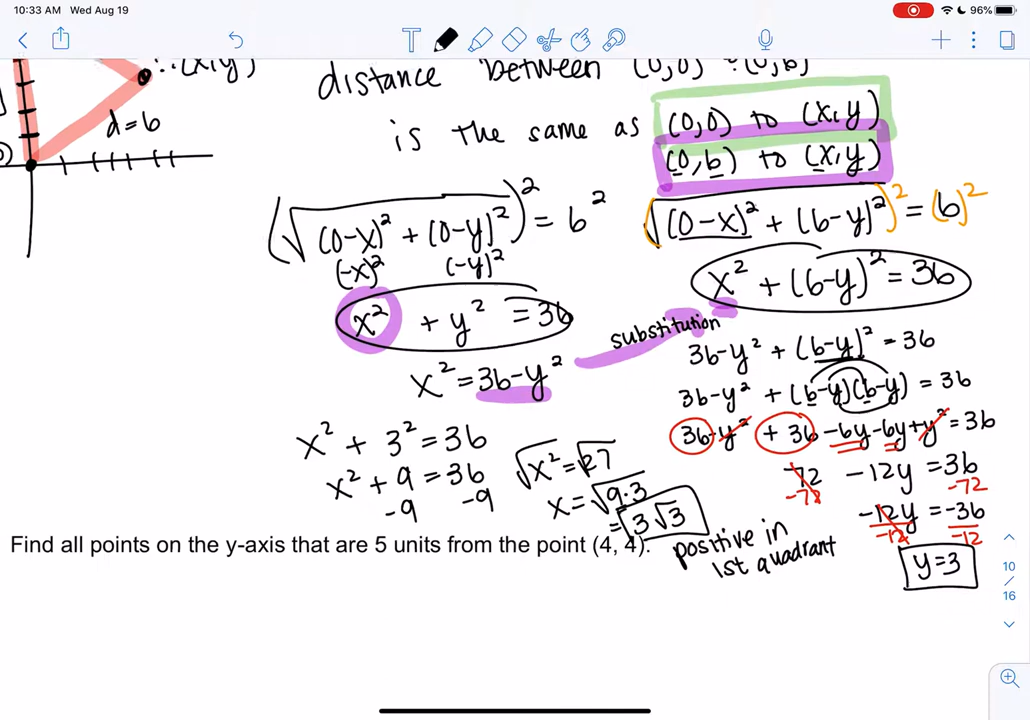 10:33 AM Wed Aug 19
96%
T
(x,y)
distance between (0,0) & (0,6)
d=6
is the same as (0,0) to (x,y)
(0,6) to (x,y)
(√(0-x)² + (0-y)²)² = 6²
(√(0-x)² + (6-y)²)² = (6)²
(-x)² (-y)²
x² + (6-y)² = 36
x² + y² = 36
substitution
36-y² + (6-y)² = 36
x² = 36-y²
36-y² + (6-y)(6-y) = 36
36-y² + 36 -6y-6y+y² = 36
x² + 3² = 36
√x² = √27
72 -12y = 36
x² + 9 = 36
-72 -72
-9 -9
x = √9·3
-12y = -36
= 3√3
-12 -12
Find all points on the y-axis that are 5 units from the point (4, 4).
positive in
1st quadrant
y=3
10
/
16